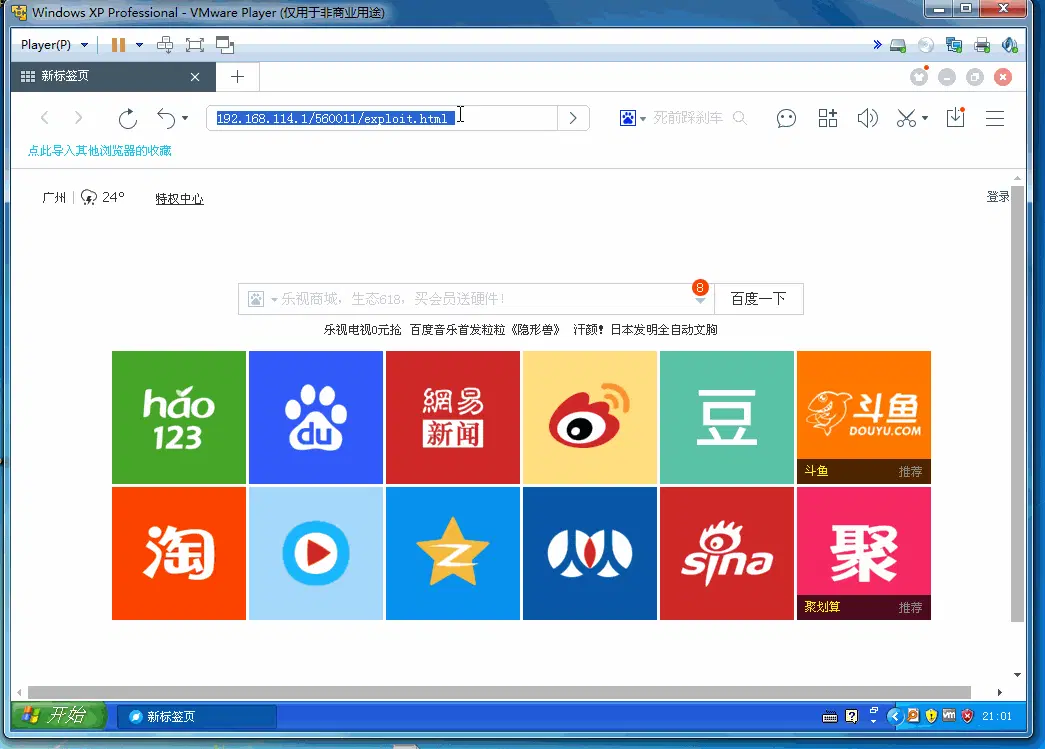 Windows XP Professional - VMware Player (仅用于非商业用途)
Player(P)
新标签页
192.168.114.1/560011/exploit.html
死前踩刹车
点此导入其他浏览器的收藏
广州 24° 特权中心
登录
乐视商城，生态618，买会员送硬件！
8
百度一下
乐视电视0元抢 百度音乐首发粒粒《隐形兽》 汗颜！日本发明全自动文胸
hǎo
123
du
網易
新闻
豆
斗鱼
DOUYU.COM
斗鱼 推荐
淘
sina
聚
聚划算 推荐
开始
新标签页
21:01